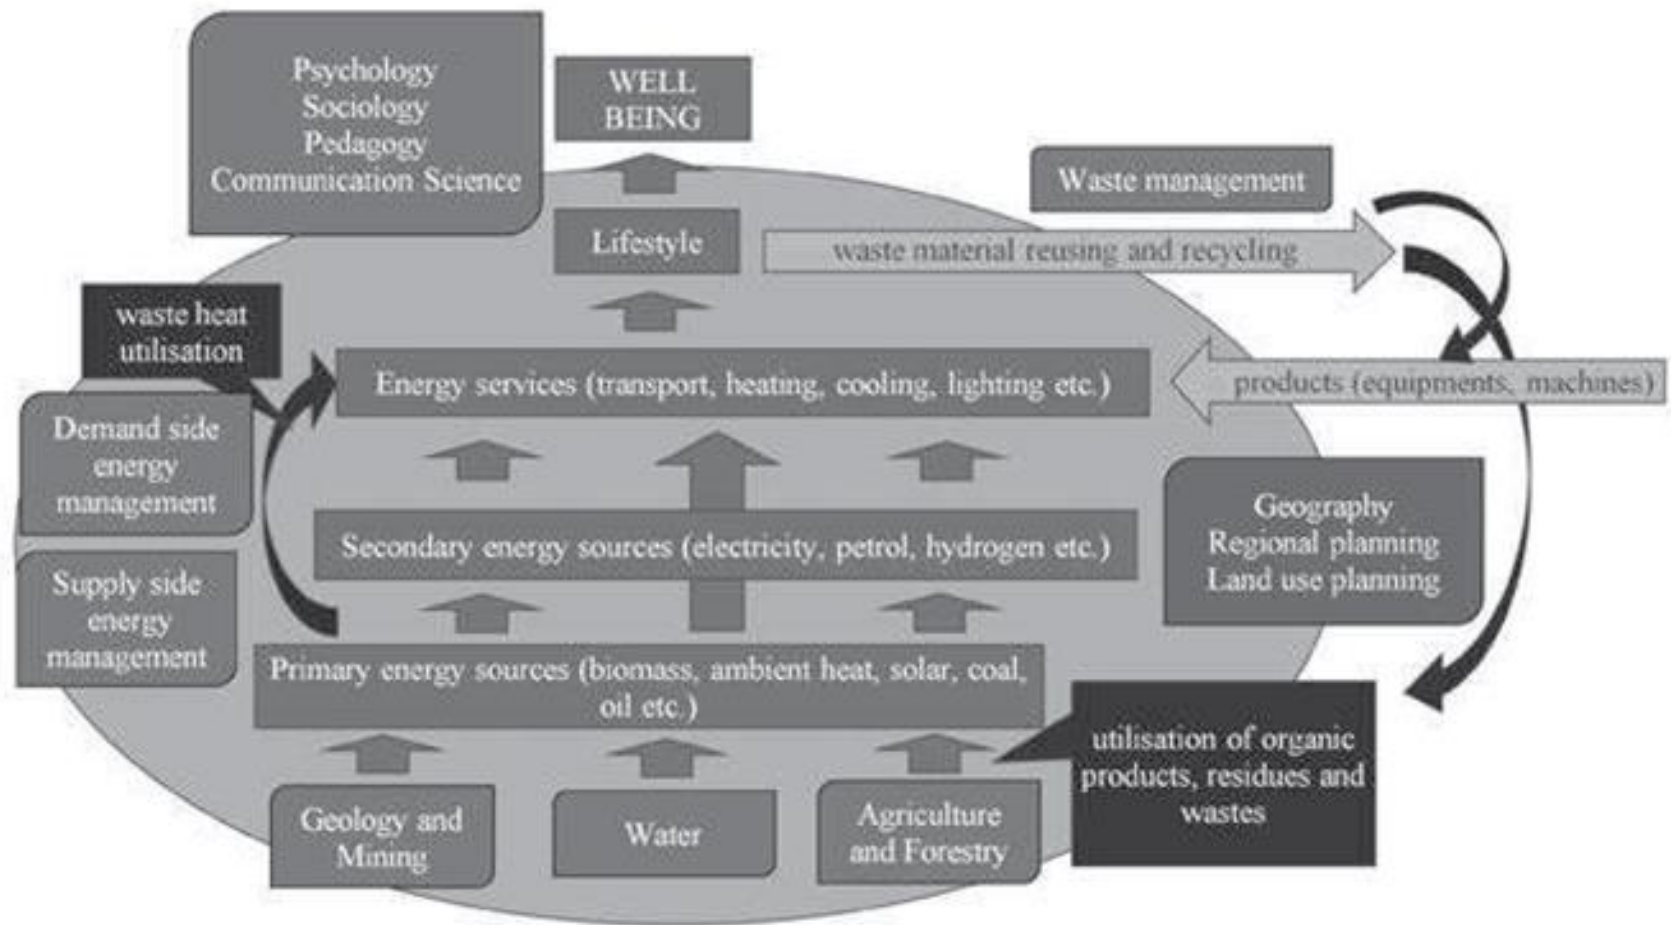 Psychology
Sociology
Pedagogy
Communication Science
WELL
BEING
Waste management
Lifestyle
waste material reusing and recycling
waste heat
utilisation
Energy services (transport, heating, cooling, lighting etc.)
products (equipments, machines)
Demand side
energy
management
Geography
Regional planning
Land use planning
Secondary energy sources (electricity, petrol, hydrogen etc.)
Supply side
energy
management
Primary energy sources (biomass, ambient heat, solar, coal,
oil etc.)
utilisation of organic
products, residues and
wastes
Geology and
Mining
Water
Agriculture
and Forestry